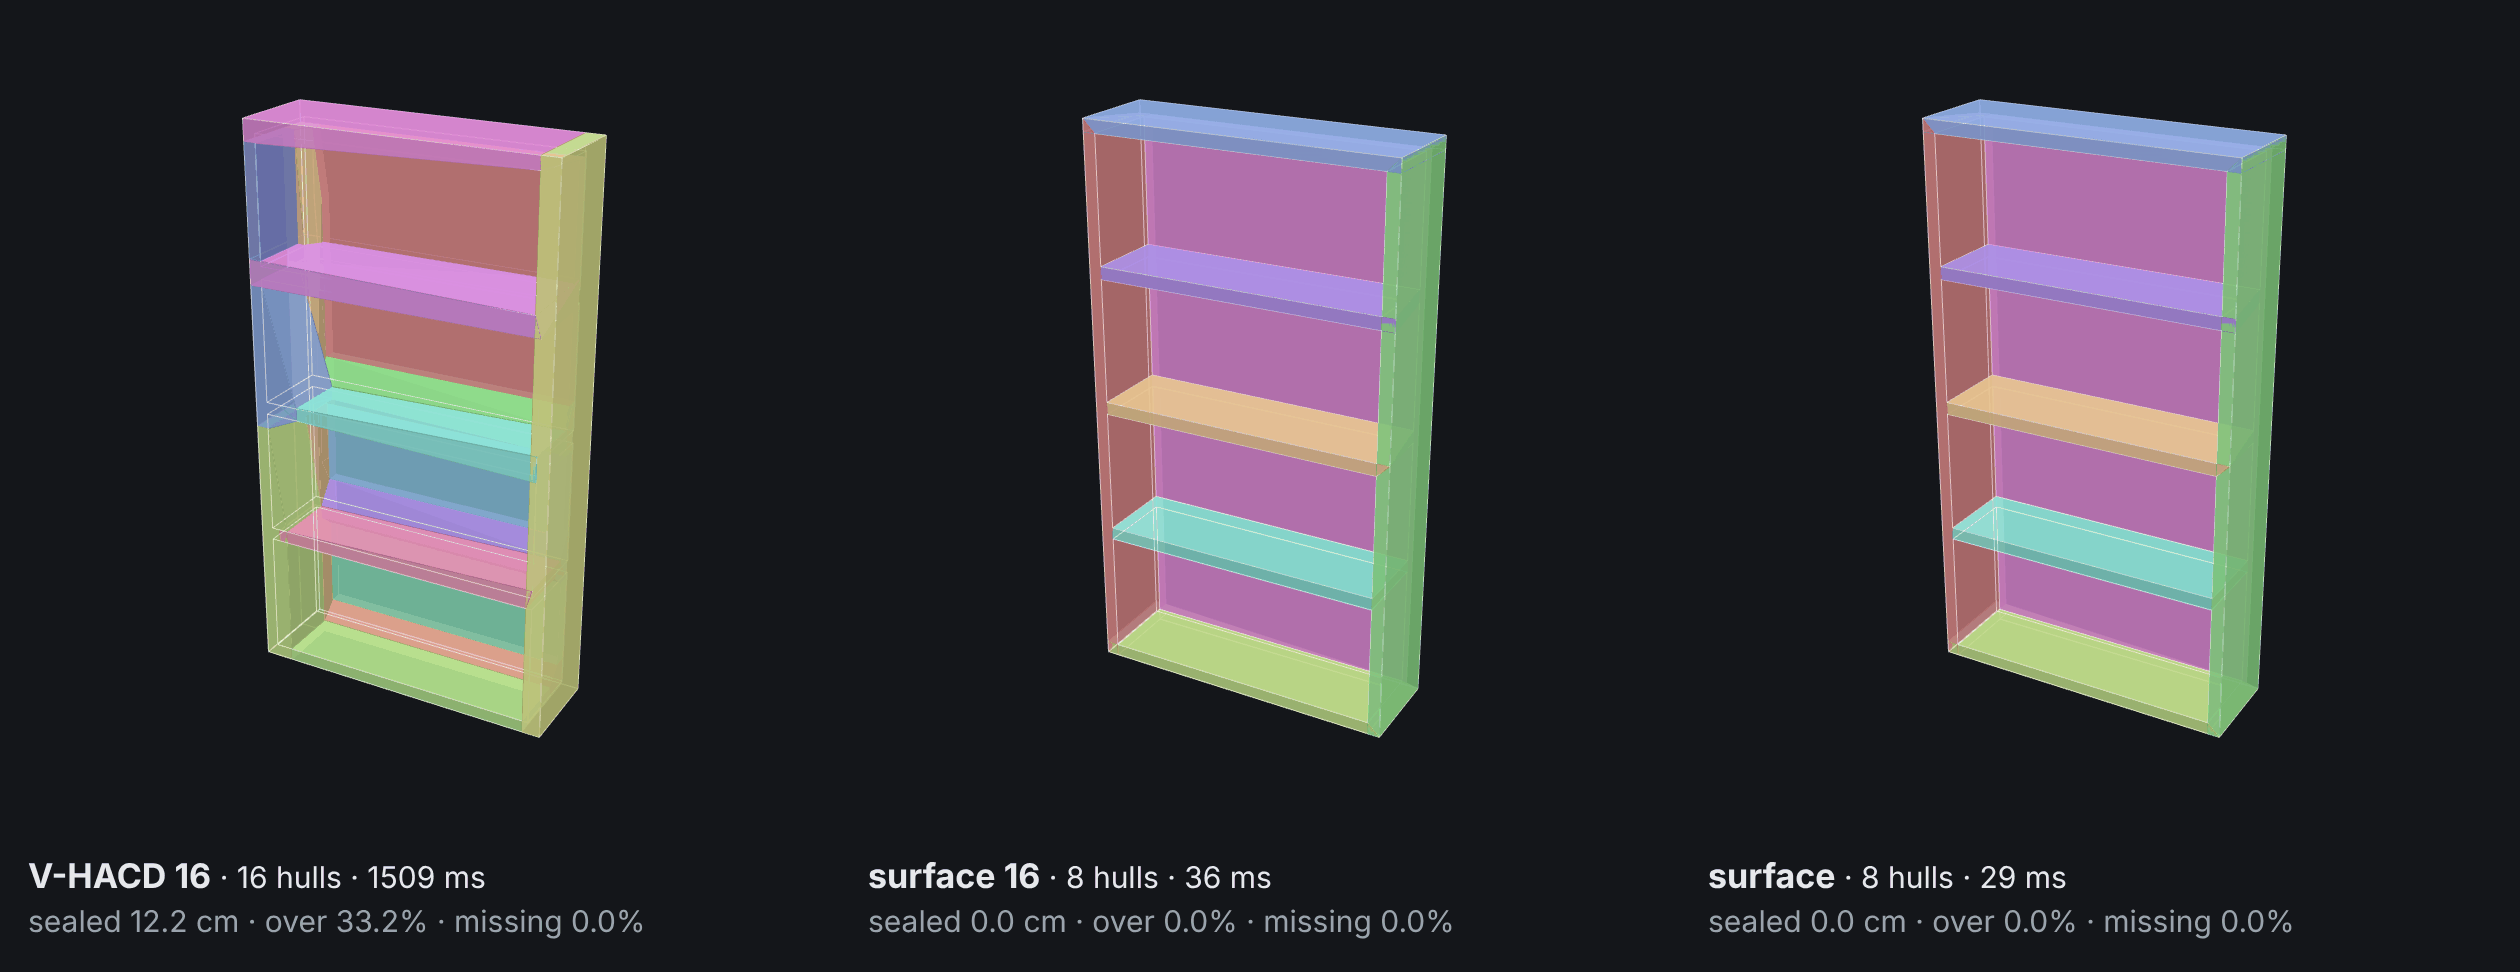 V-HACD 16 · 16 hulls · 1509 ms
sealed 12.2 cm · over 33.2% · missing 0.0%
surface 16 · 8 hulls · 36 ms
sealed 0.0 cm · over 0.0% · missing 0.0%
surface · 8 hulls · 29 ms
sealed 0.0 cm · over 0.0% · missing 0.0%